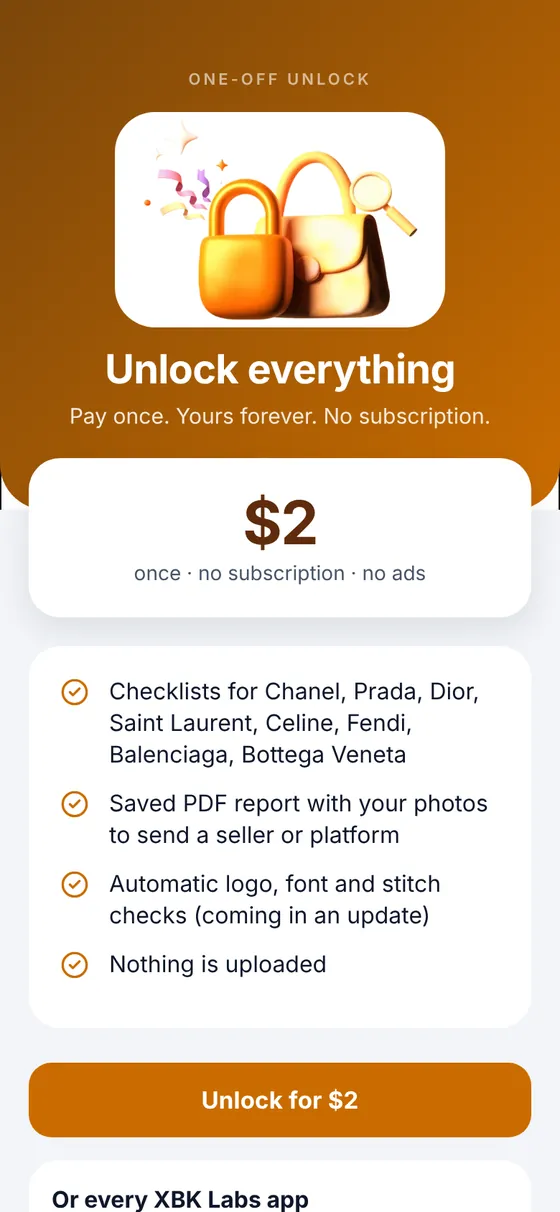 ONE-OFF UNLOCK
Unlock everything
Pay once. Yours forever. No subscription.
$2
once · no subscription · no ads
Checklists for Chanel, Prada, Dior,
Saint Laurent, Celine, Fendi,
Balenciaga, Bottega Veneta
Saved PDF report with your photos
to send a seller or platform
Automatic logo, font and stitch
checks (coming in an update)
Nothing is uploaded
Unlock for $2
Or every XBK Labs app